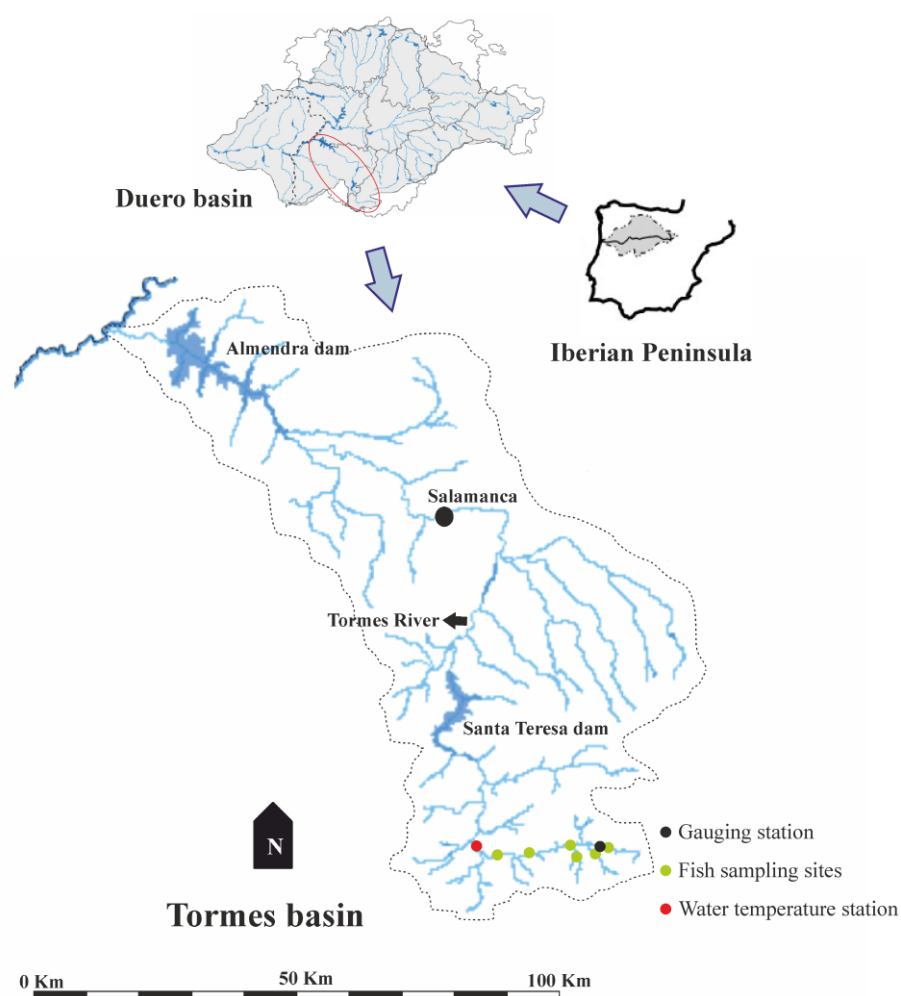 Duero basin
Iberian Peninsula
Almendra dam
Salamanca
Tormes River
Santa Teresa dam
Gauging station
Fish sampling sites
Water temperature station
N
Tormes basin
0 Km
50 Km
100 Km